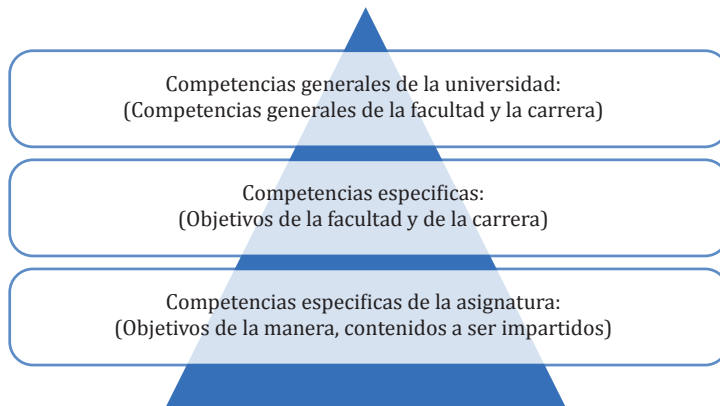 Competencias generales de la universidad:
(Competencias generales de la facultad y la carrera)
Competencias especificas:
(Objetivos de la facultad y de la carrera)
Competencias especificas de la asignatura:
(Objetivos de la manera, contenidos a ser impartidos)